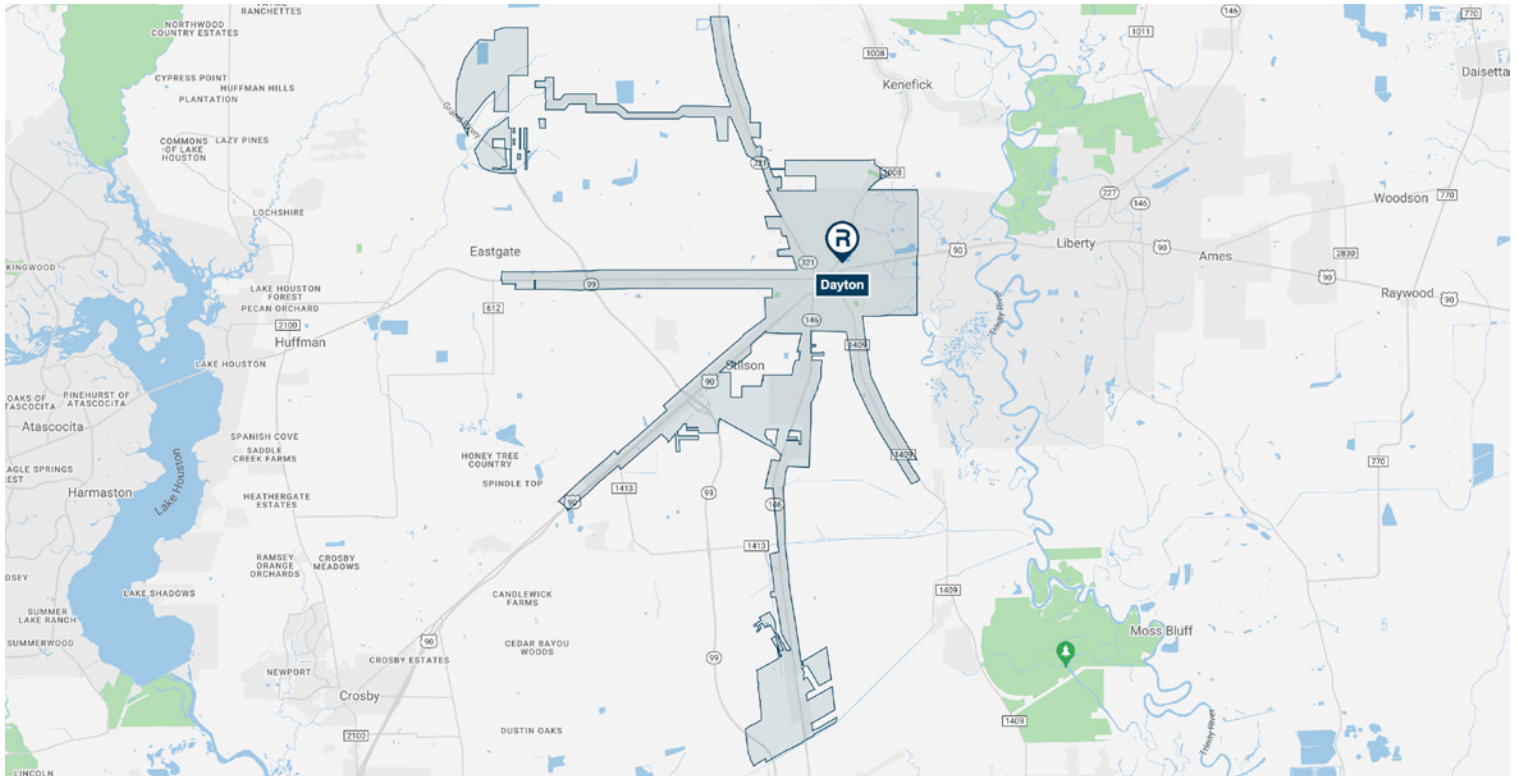 RANCHETTES
NORTHWOOD
COUNTRY ESTATES
146
770
1011
1008
Daisetta
CYPRESS POINT
HUFFMAN HILLS
PLANTATION
Kenefick
Grand Pkwy
COMMONS
OF LAKE
HOUSTON
LAZY PINES
321
1008
227
146
Woodson
770
LOCHSHIRE
R
Eastgate
90
Liberty
90
Ames
2830
KINGWOOD
321
Dayton
99
90
Raywood
90
LAKE HOUSTON
FOREST
PECAN ORCHARD
612
2100
Huffman
146
Trinity River
1409
LAKE HOUSTON
Stilson
90
OAKS OF
ATASCOCITA
PINEHURST OF
ATASCOCITA
Atascocita
SPANISH COVE
SADDLE
CREEK FARMS
HONEY TREE
COUNTRY
1409
770
EAGLE SPRINGS
SPINDLE TOP
Harmaston
Lake Houston
HEATHERGATE
ESTATES
1413
99
90
146
1413
RAMSEY
ORANGE
ORCHARDS
CROSBY
MEADOWS
LAKE SHADOWS
CANDLEWICK
FARMS
1409
SUMMER
LAKE RANCH
SUMMERWOOD
90
CEDAR BAYOU
WOODS
Moss Bluff
CROSBY ESTATES
99
NEWPORT
Crosby
1409
Trinity River
DUSTIN OAKS
2100
LINCOLN